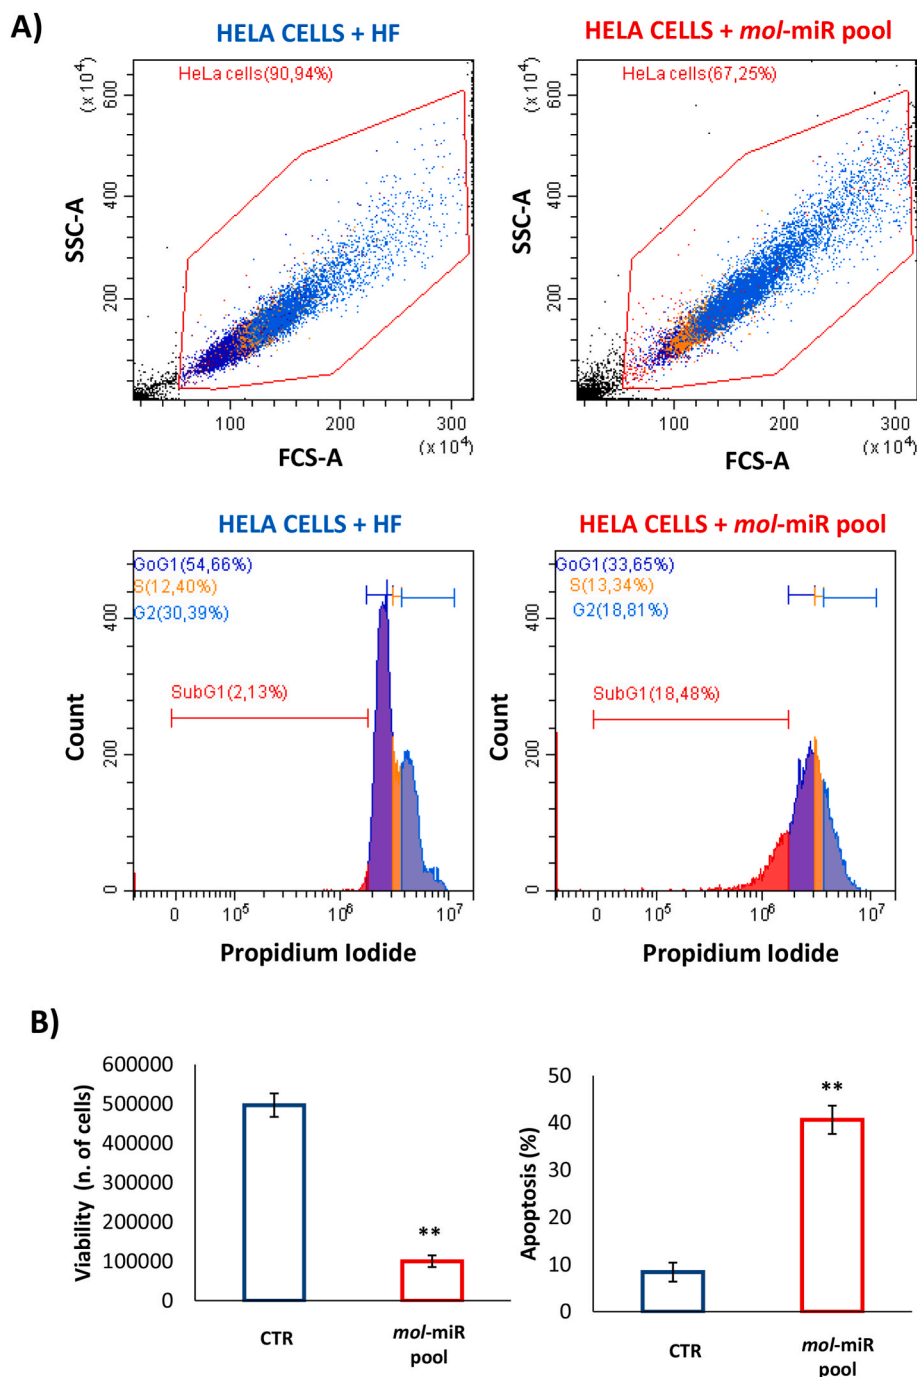 A)
HELA CELLS + HF
HELA CELLS + mol-miR pool
HeLa cells(90,94%)
(x 10⁴)
600
400
200
SSC-A
100 200 300
(x 10⁴)
FCS-A
HeLa cells(67,25%)
(x 10⁴)
600
400
200
SSC-A
100 200 300
(x 10⁴)
FCS-A
HELA CELLS + HF
HELA CELLS + mol-miR pool
GoG1(54,66%)
S(12,40%)
G2(30,39%)
SubG1(2,13%)
400
200
0
Count
0 10⁵ 10⁶ 10⁷
Propidium Iodide
GoG1(33,65%)
S(13,34%)
G2(18,81%)
SubG1(18,48%)
400
200
0
Count
0 10⁵ 10⁶ 10⁷
Propidium Iodide
B)
600000
500000
400000
300000
200000
100000
0
Viability (n. of cells)
**
CTR
mol-miR
pool
50
40
30
20
10
0
Apoptosis (%)
**
CTR
mol-miR
pool